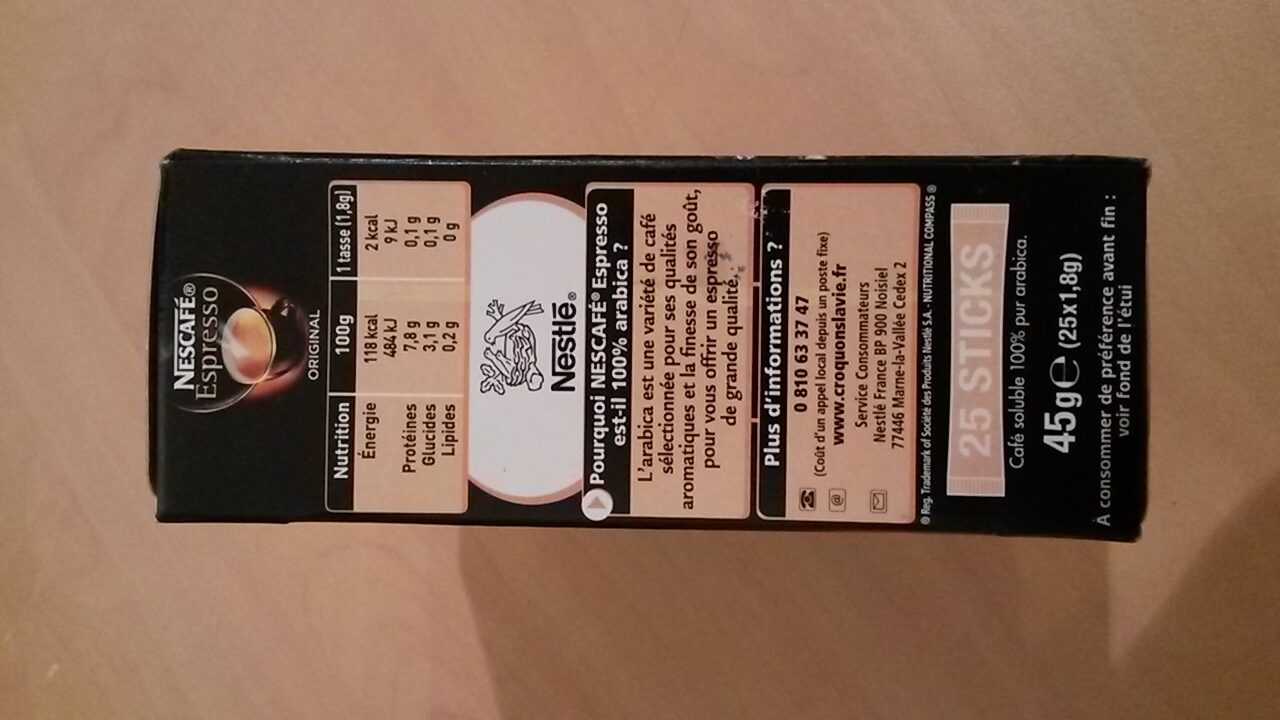 NESCAFÉ®
Espresso
ORIGINAL
Nutrition 100g 1 tasse (1,8g)
Énergie 118 kcal 2 kcal
484 kJ 9 kJ
Protéines 7,8 g 0,1 g
Glucides 3,1 g 0,1 g
Lipides 0,2 g 0 g
Nestlé®
Pourquoi NESCAFÉ® Espresso
est-il 100% arabica ?
L'arabica est une variété de café
sélectionnée pour ses qualités
aromatiques et la finesse de son goût,
pour vous offrir un espresso
de grande qualité.
Plus d'informations ?
0 810 63 37 47
(Coût d'un appel local depuis un poste fixe)
@ www.croquonslavie.fr
Service Consommateurs
Nestlé France BP 900 Noisiel
77446 Marne-la-Vallée Cedex 2
® Reg. Trademark of Société des Produits Nestlé S.A. - NUTRITIONAL COMPASS ®
25 STICKS
Café soluble 100% pur arabica.
45g℮ (25x1,8g)
À consommer de préférence avant fin :
voir fond de l'étui